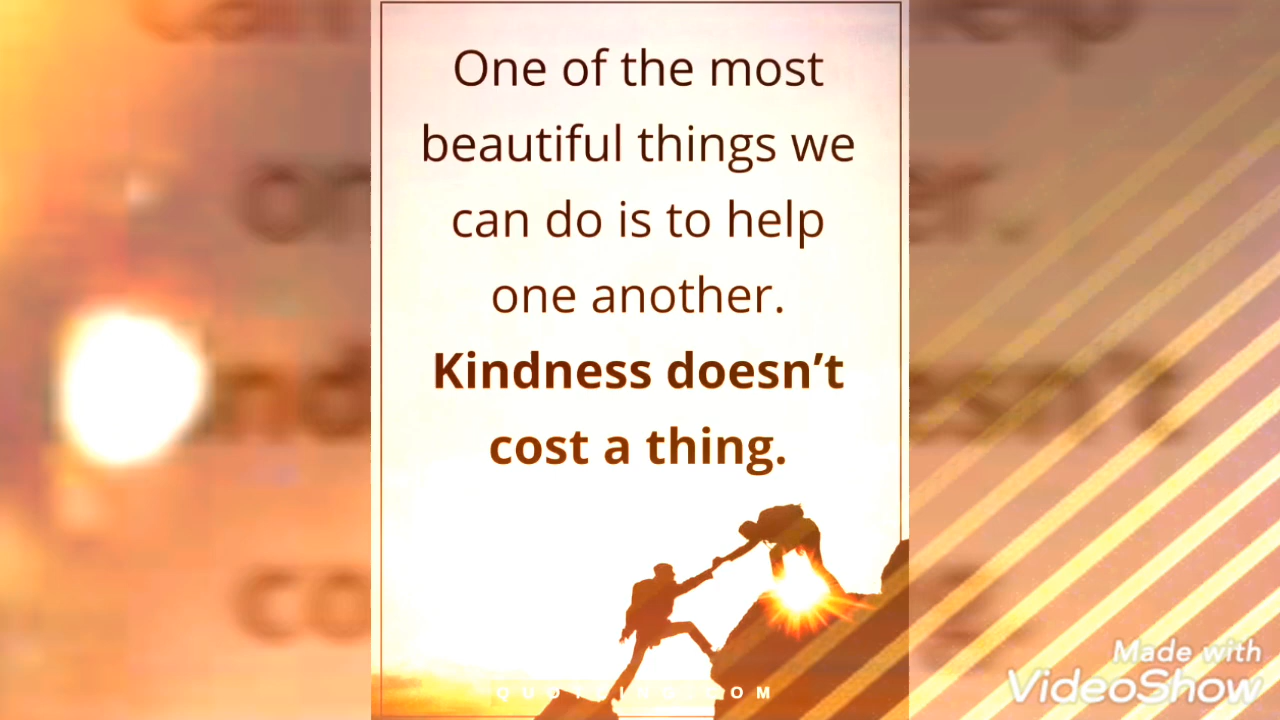 One of the most
beautiful things we
can do is to help
one another.
Kindness doesn’t
cost a thing.
Made with
VideoShow